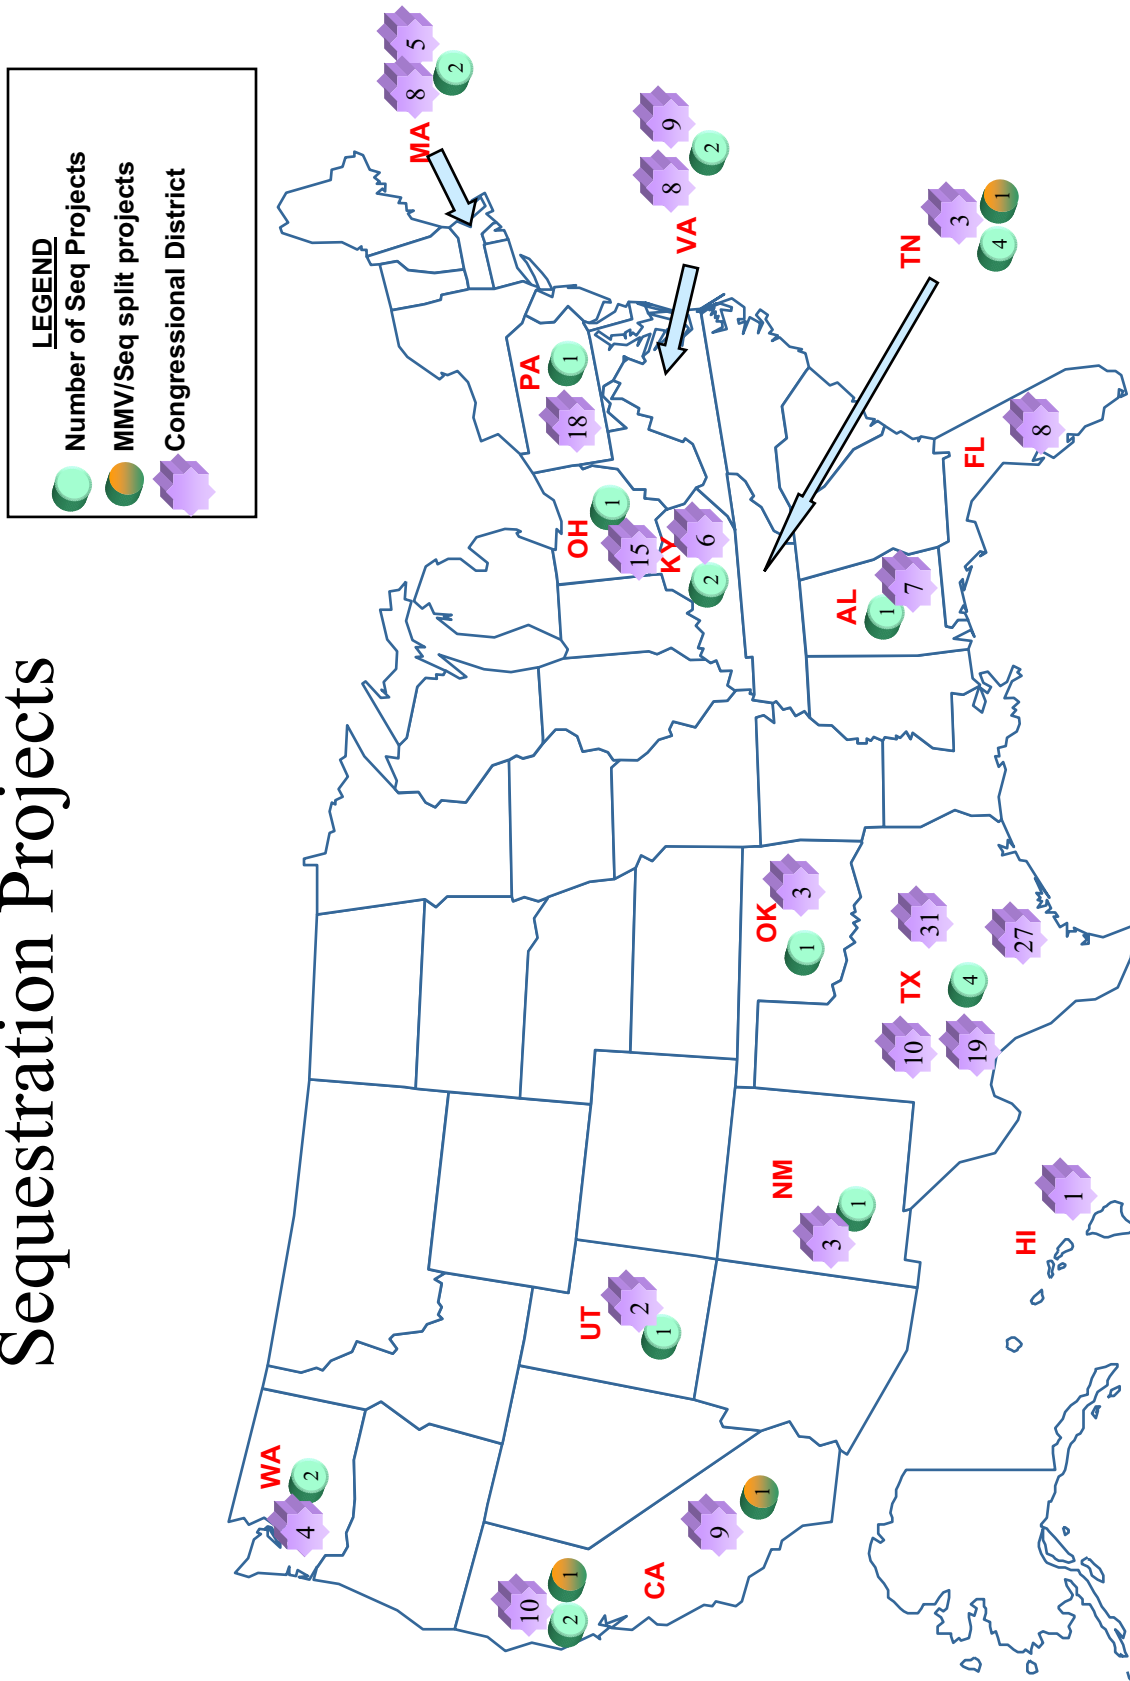 Sequestration Projects
LEGEND
Number of Seq Projects
MMV/Seq split projects
Congressional District
WA
4
2
MA
8
5
2
PA
18
1
OH
15
1
KY
2
6
VA
8
9
2
TN
3
4
1
UT
1
2
CA
10
2
1
9
1
NM
3
1
OK
1
3
TX
10
31
19
4
27
AL
1
7
FL
8
HI
1